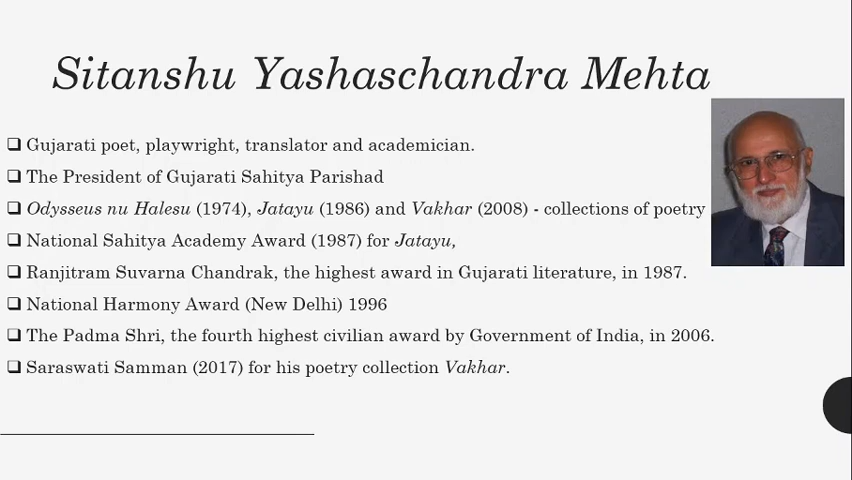 Sitanshu Yashaschandra Mehta
❑ Gujarati poet, playwright, translator and academician.
❑ The President of Gujarati Sahitya Parishad
❑ Odysseus nu Halesu (1974), Jatayu (1986) and Vakhar (2008) - collections of poetry
❑ National Sahitya Academy Award (1987) for Jatayu,
❑ Ranjitram Suvarna Chandrak, the highest award in Gujarati literature, in 1987.
❑ National Harmony Award (New Delhi) 1996
❑ The Padma Shri, the fourth highest civilian award by Government of India, in 2006.
❑ Saraswati Samman (2017) for his poetry collection Vakhar.